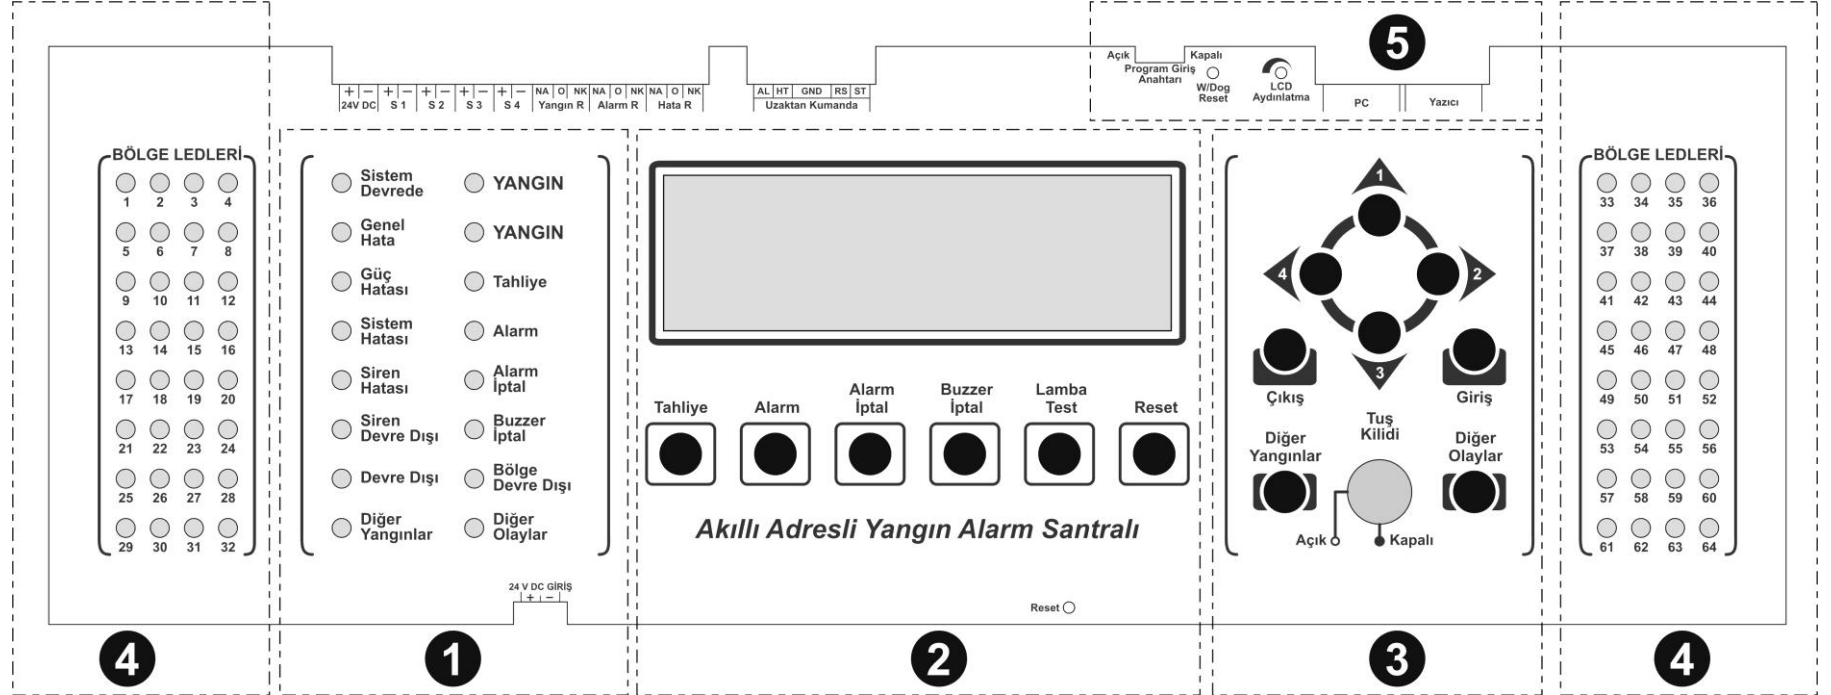 5
Açık
Kapalı
Program Giriş
Anahtarı
W/Dog
Reset
LCD
Aydınlatma
PC
Yazıcı
+ − + − + − + − + − NA O NK NA O NK NA O NK
24V DC S 1 S 2 S 3 S 4 Yangın R Alarm R Hata R
AL HT GND RS ST
Uzaktan Kumanda
BÖLGE LEDLERİ
1 2 3 4
5 6 7 8
9 10 11 12
13 14 15 16
17 18 19 20
21 22 23 24
25 26 27 28
29 30 31 32
Sistem
Devrede
YANGIN
Genel
Hata
YANGIN
Güç
Hatası
Tahliye
Sistem
Hatası
Alarm
Siren
Hatası
Alarm
İptal
Siren
Devre Dışı
Buzzer
İptal
Devre Dışı
Bölge
Devre Dışı
Diğer
Yangınlar
Diğer
Olaylar
24 V DC GİRİŞ
+ −
Tahliye
Alarm
Alarm
İptal
Buzzer
İptal
Lamba
Test
Reset
Akıllı Adresli Yangın Alarm Santralı
Reset
1
4
2
3
Çıkış
Giriş
Tuş
Kilidi
Diğer
Yangınlar
Diğer
Olaylar
Açık
Kapalı
BÖLGE LEDLERİ
33 34 35 36
37 38 39 40
41 42 43 44
45 46 47 48
49 50 51 52
53 54 55 56
57 58 59 60
61 62 63 64
4
1
2
3
4